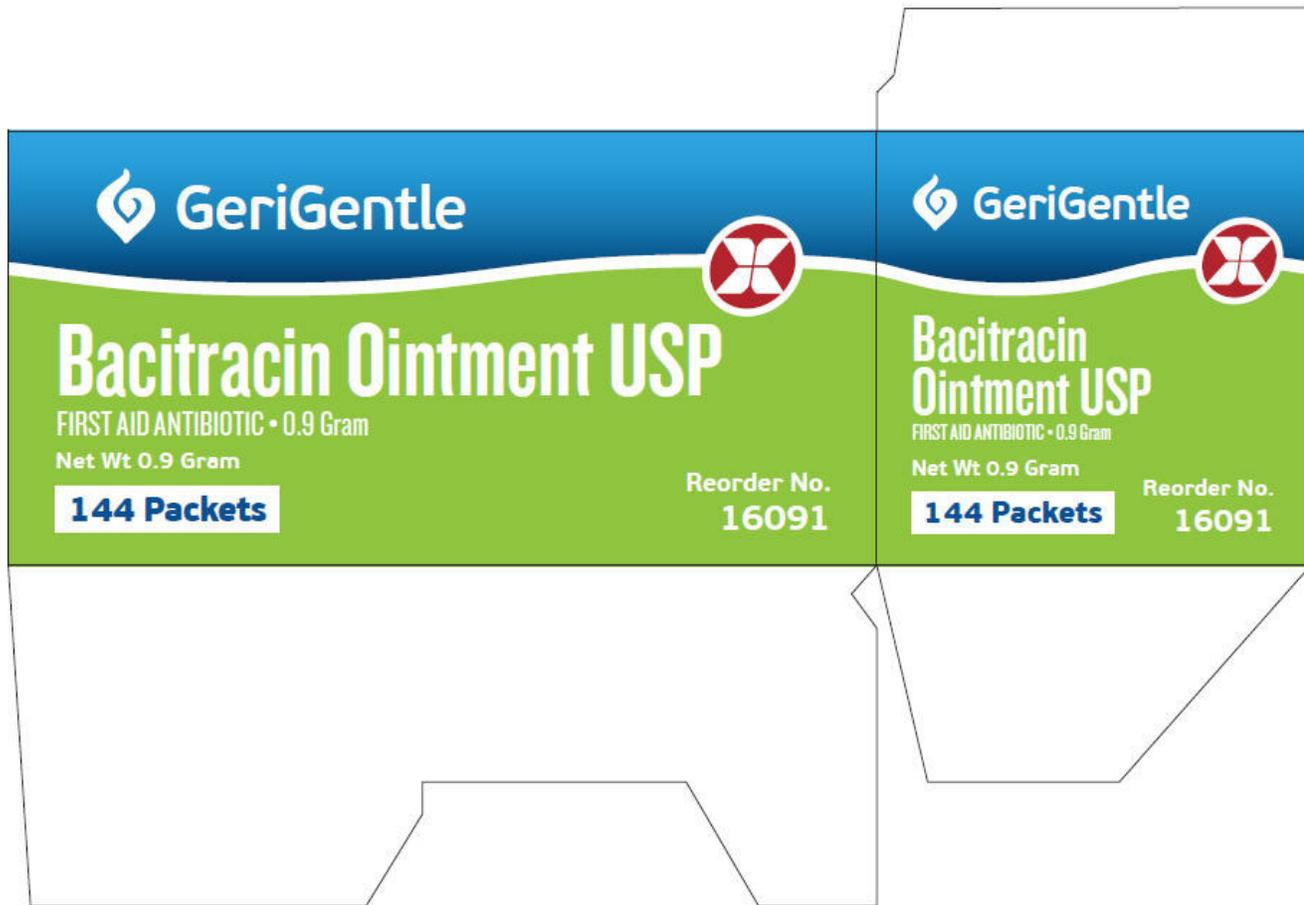 GeriGentle
Bacitracin Ointment USP
FIRST AID ANTIBIOTIC • 0.9 Gram
Net Wt 0.9 Gram
144 Packets
Reorder No.
16091
GeriGentle
Bacitracin
Ointment USP
FIRST AID ANTIBIOTIC • 0.9 Gram
Net Wt 0.9 Gram
144 Packets
Reorder No.
16091